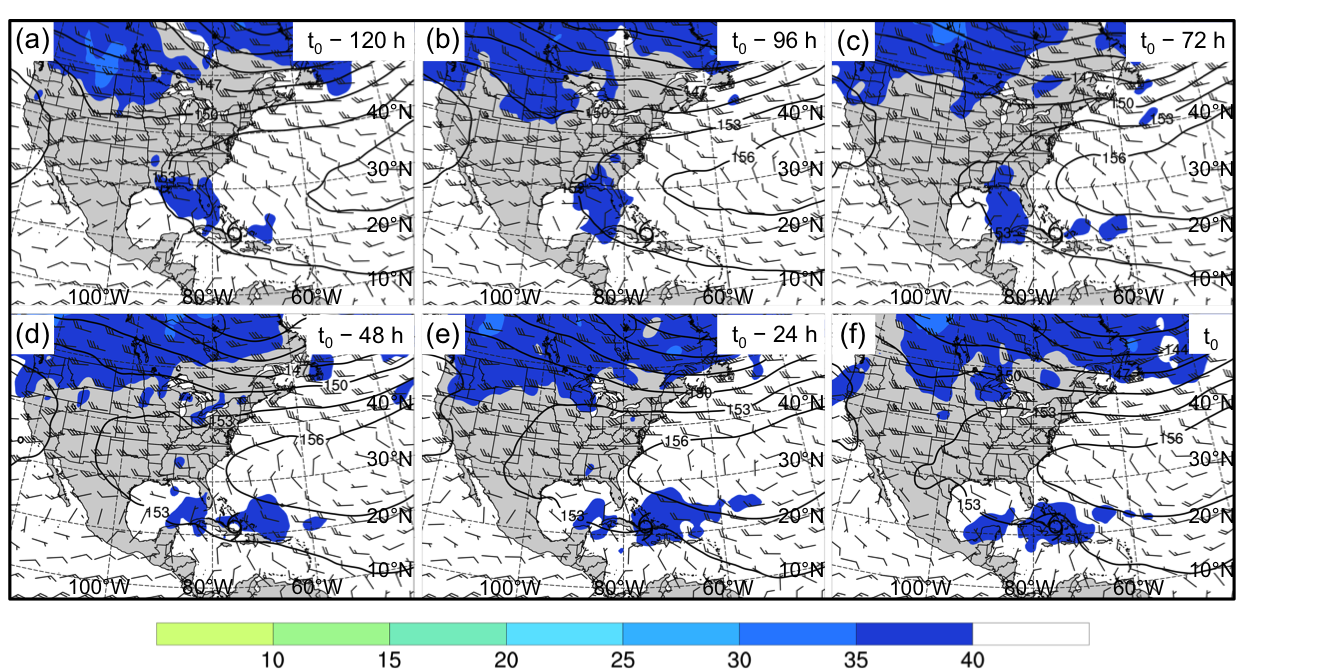 (a) t₀ − 120 h
147
150
153
40°N
30°N
20°N
10°N
100°W 80°W 60°W
(b) t₀ − 96 h
147
150
153
156
153
40°N
30°N
20°N
10°N
100°W 80°W 60°W
(c) t₀ − 72 h
147
150
153
156
153
40°N
30°N
20°N
10°N
100°W 80°W 60°W
(d) t₀ − 48 h
147
150
153
156
153
40°N
30°N
20°N
10°N
100°W 80°W 60°W
(e) t₀ − 24 h
150
153
156
153
40°N
30°N
20°N
10°N
100°W 80°W 60°W
(f) t₀
144
147
150
153
156
153
40°N
30°N
20°N
10°N
100°W 80°W 60°W
10 15 20 25 30 35 40